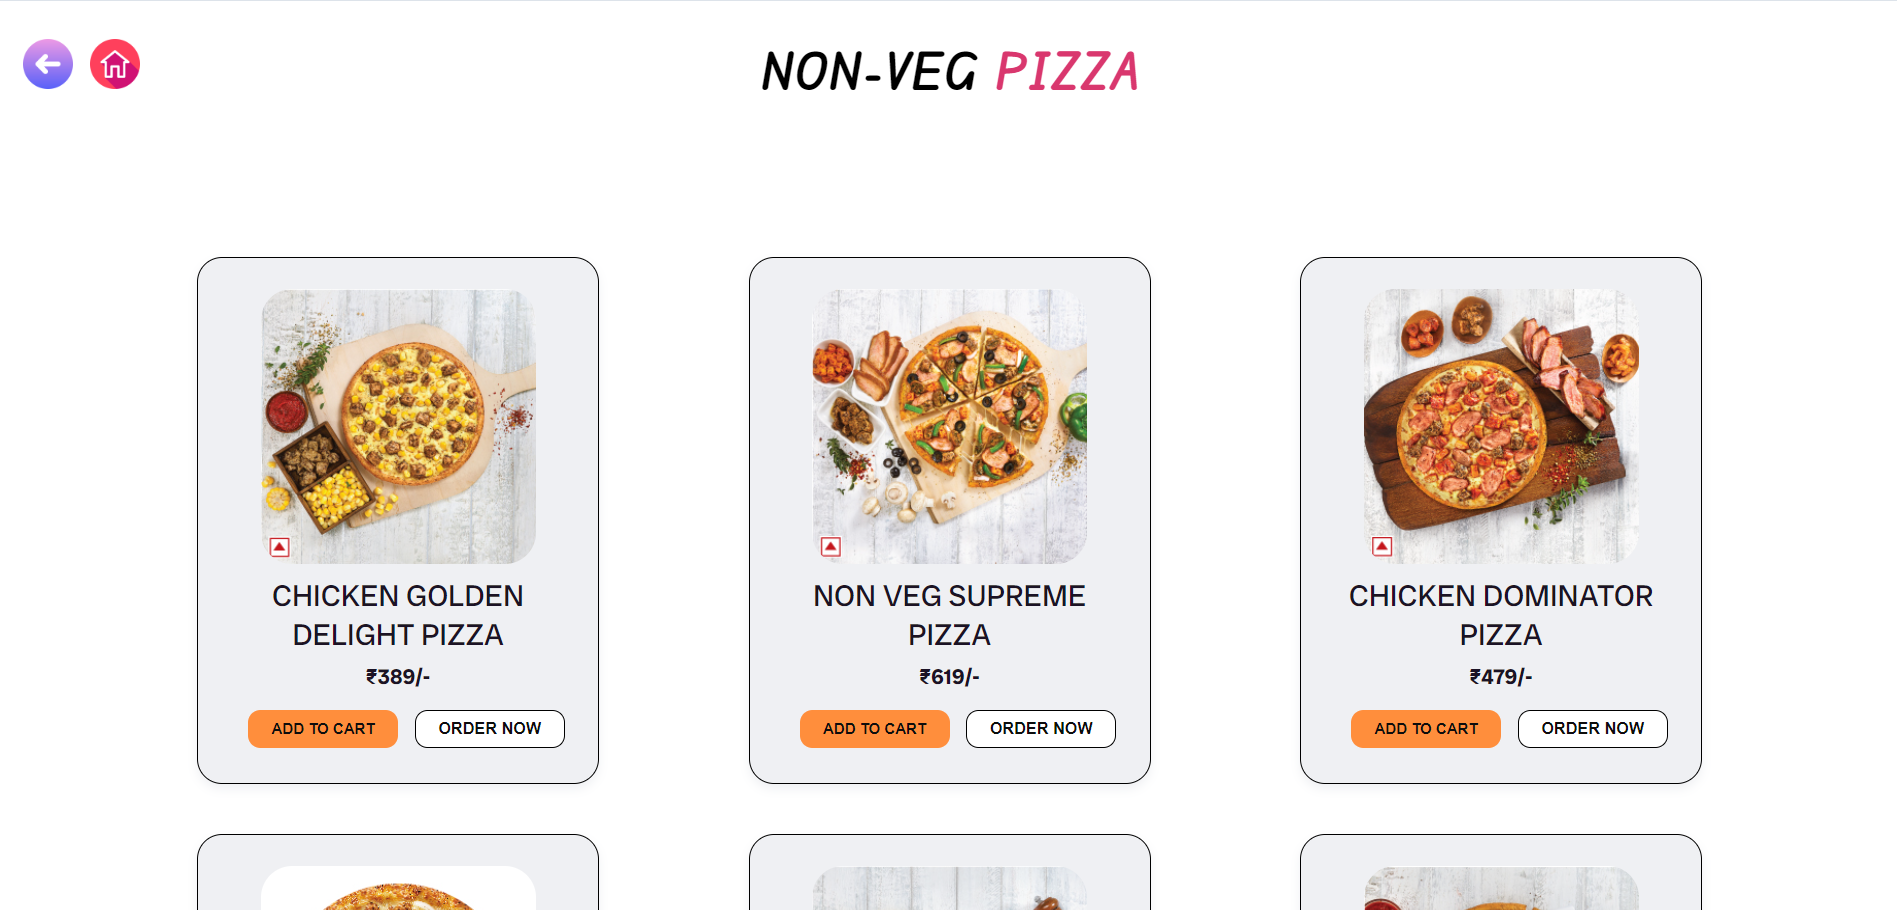 NON-VEG PIZZA
CHICKEN GOLDEN
DELIGHT PIZZA
₹389/-
ADD TO CART
ORDER NOW
NON VEG SUPREME
PIZZA
₹619/-
ADD TO CART
ORDER NOW
CHICKEN DOMINATOR
PIZZA
₹479/-
ADD TO CART
ORDER NOW